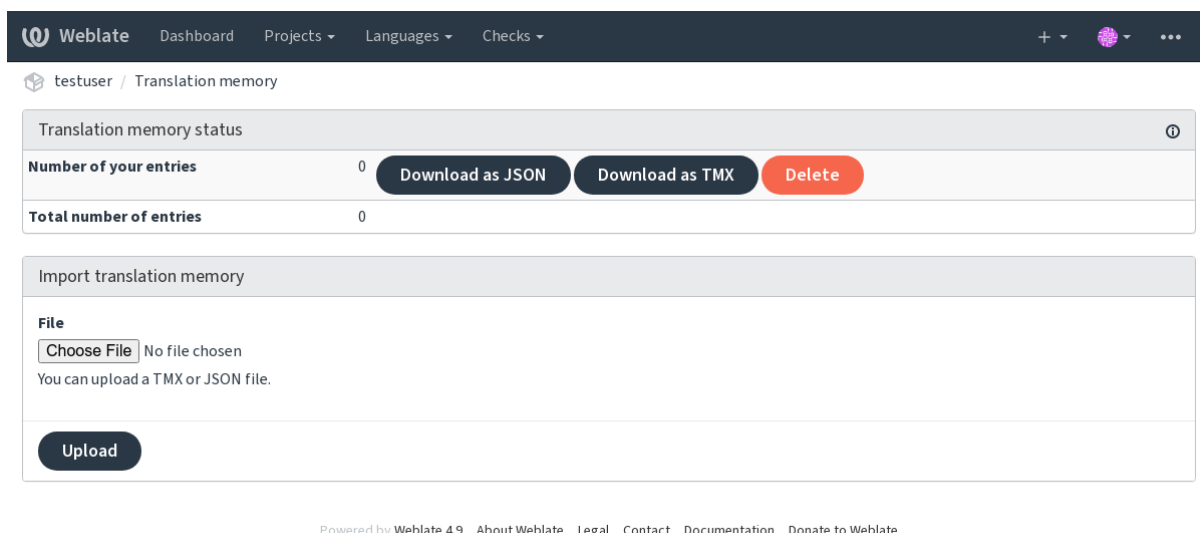 Weblate Dashboard Projects Languages Checks + •••
testuser / Translation memory
Translation memory status
Number of your entries 0 Download as JSON Download as TMX Delete
Total number of entries 0
Import translation memory
File
Choose File No file chosen
You can upload a TMX or JSON file.
Upload
Powered by Weblate 4.9 About Weblate Legal Contact Documentation Donate to Weblate